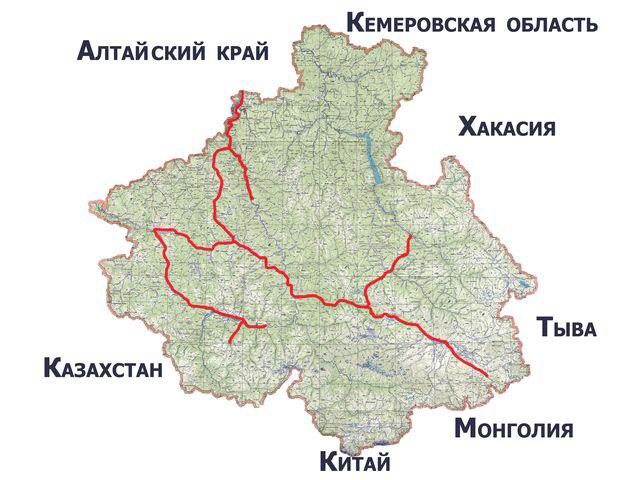 Кемеровская область
Алтайский край
Хакасия
Тыва
Казахстан
Монголия
Китай